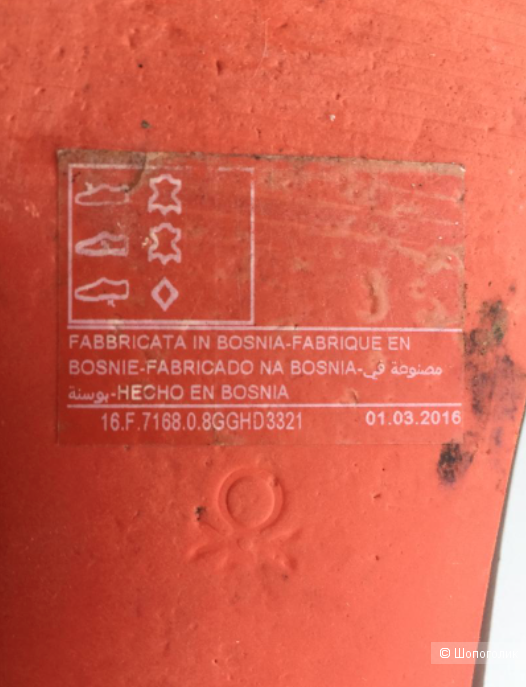 FABBRICATA IN BOSNIA-FABRIQUE EN
BOSNIE-FABRICADO NA BOSNIA-مصنوعة في
بوسنة-HECHO EN BOSNIA
16.F.7168.0.8GGHD3321 01.03.2016
© Шопоголик